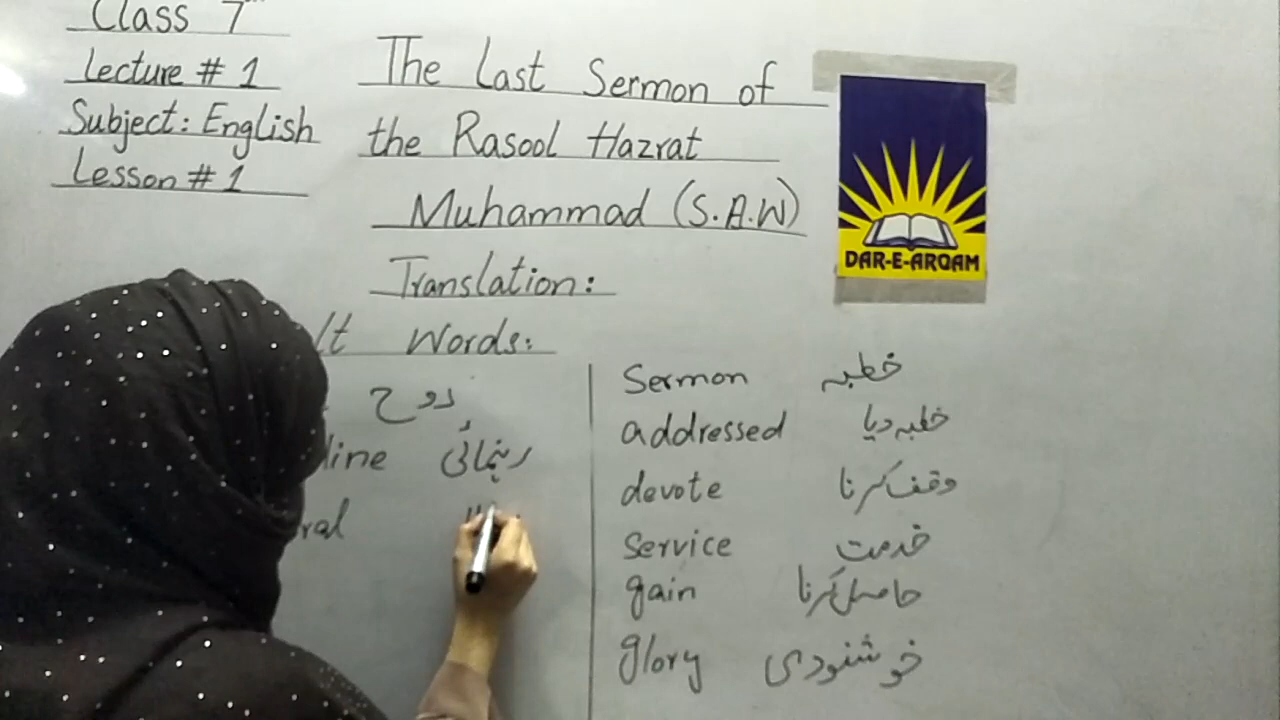 Class 7
Lecture # 1
Subject: English
Lesson # 1
The Last Sermon of
the Rasool Hazrat
Muhammad (S.A.W)
Translation:
lt Words:
روح
line رہنمائی
ral
Sermon خطبہ
addressed خطبہ دیا
devote وقف کرنا
Service خدمت
gain حاصل کرنا
glory خوشنودی
DAR-E-ARQAM